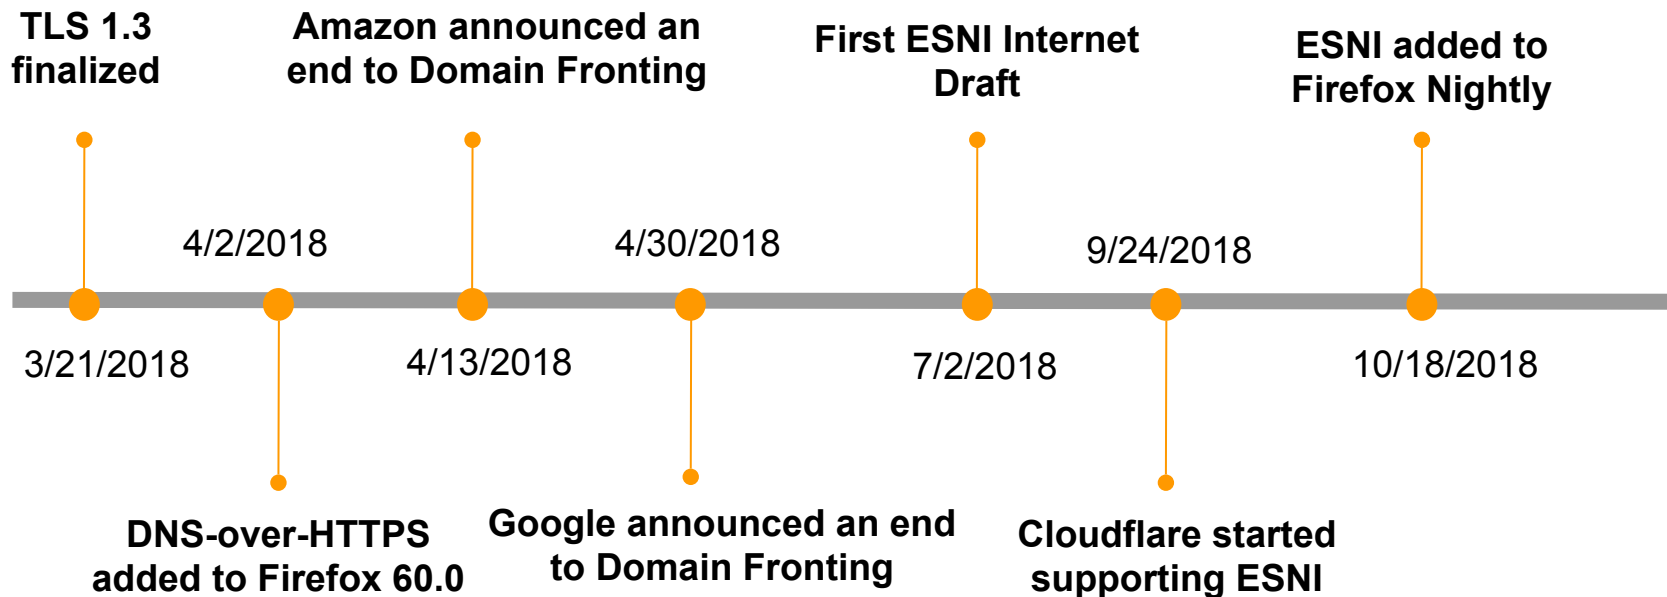 TLS 1.3
finalized
Amazon announced an
end to Domain Fronting
First ESNI Internet
Draft
ESNI added to
Firefox Nightly
4/2/2018
4/30/2018
9/24/2018
3/21/2018
4/13/2018
7/2/2018
10/18/2018
DNS-over-HTTPS
added to Firefox 60.0
Google announced an end
to Domain Fronting
Cloudflare started
supporting ESNI